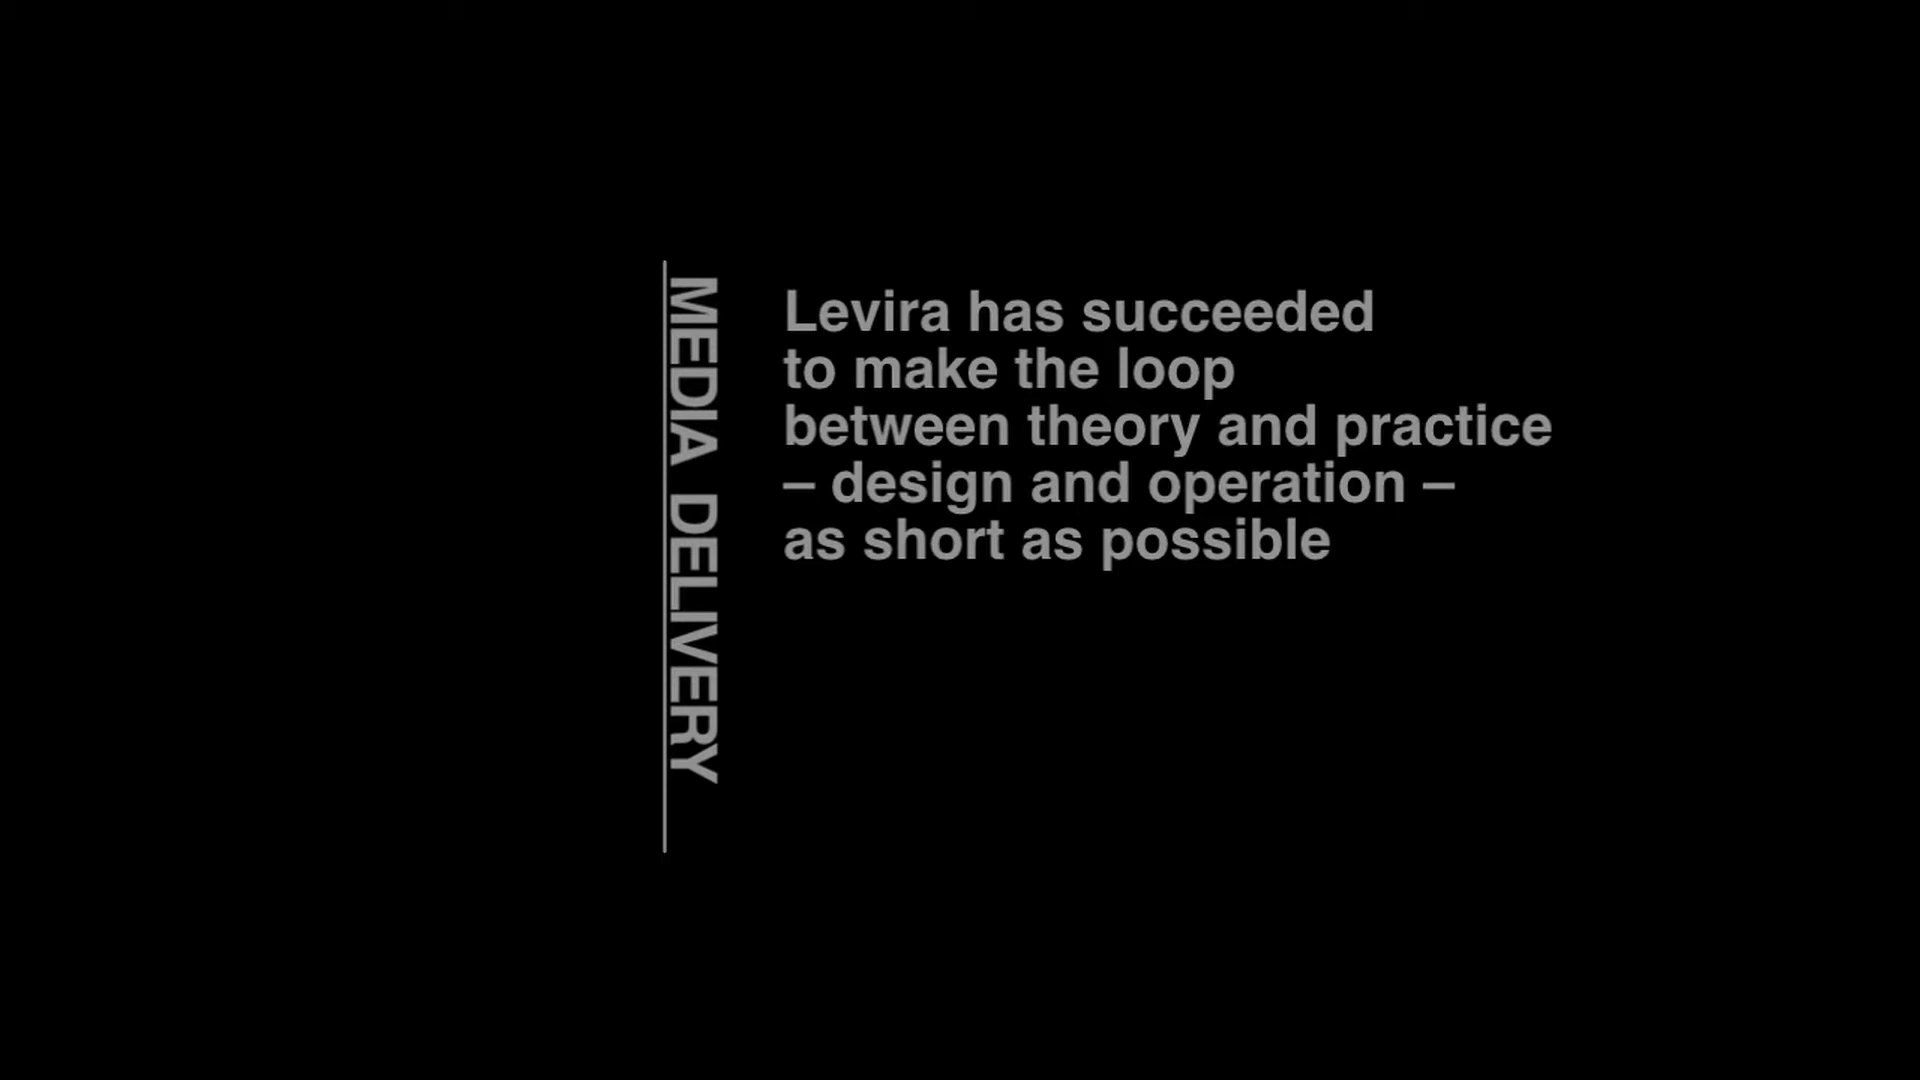 MEDIA DELIVERY
Levira has succeeded
to make the loop
between theory and practice
– design and operation –
as short as possible